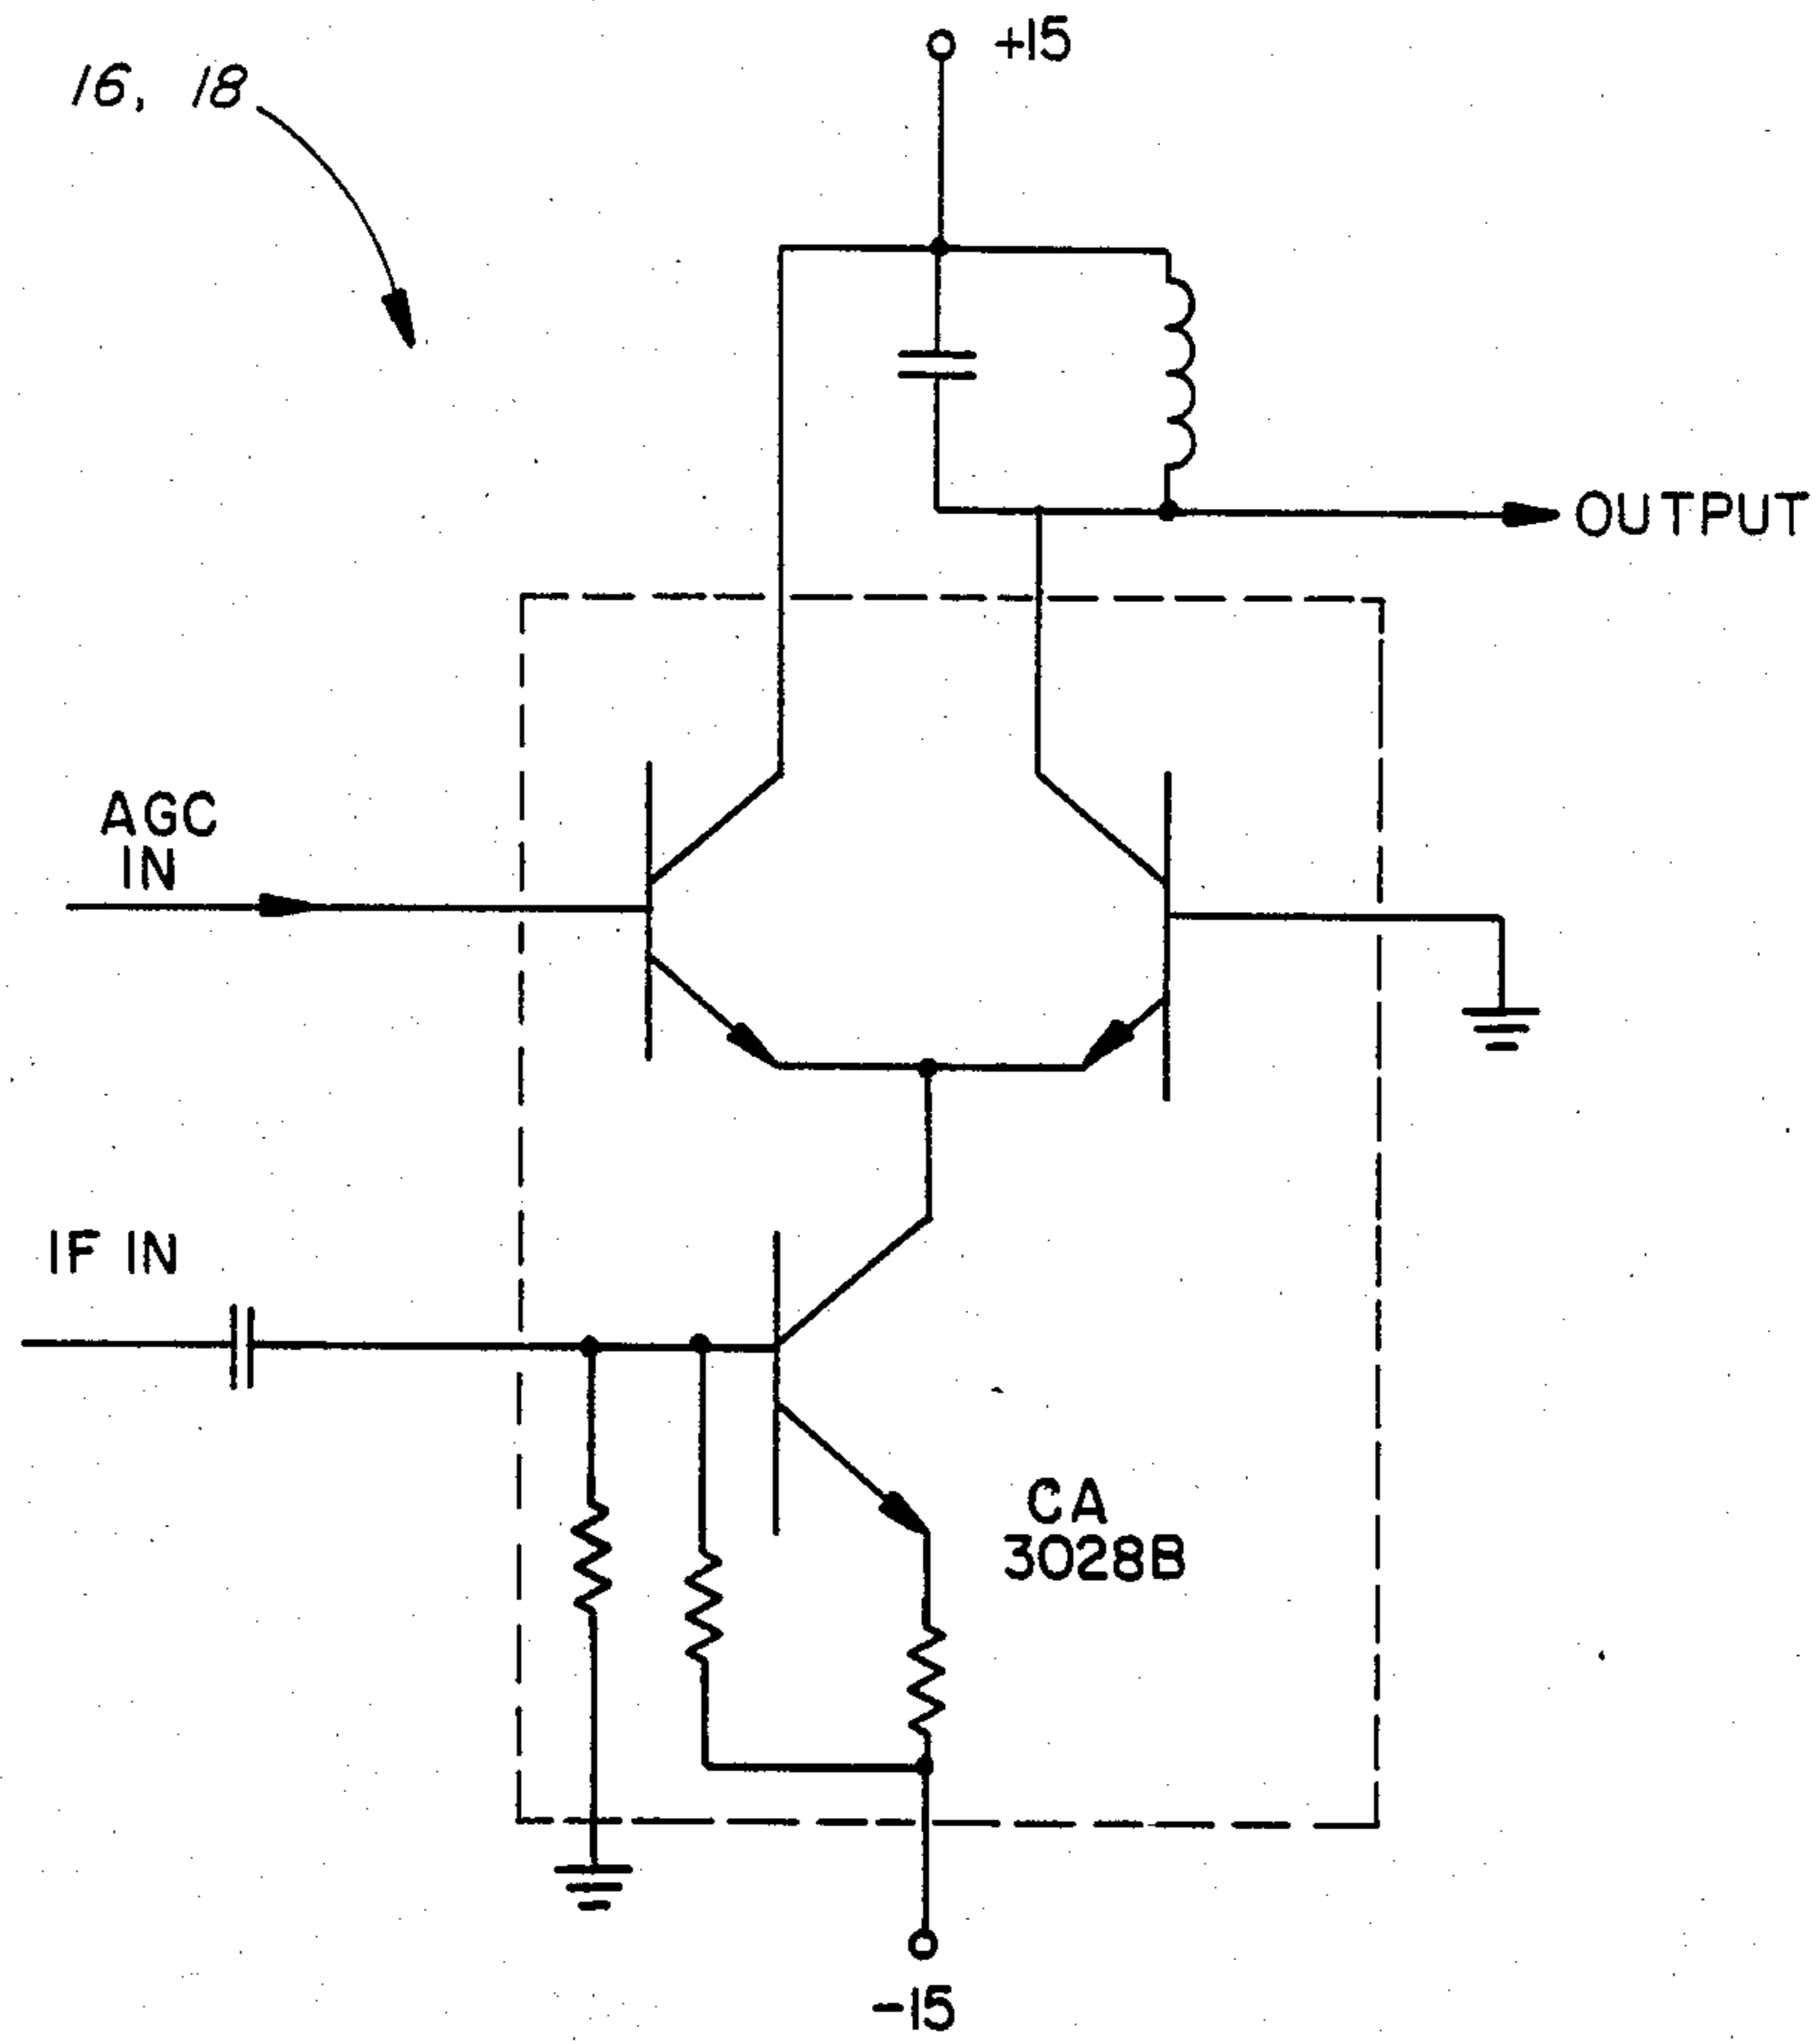 16, 18
+15
OUTPUT
AGC
IN
IF IN
CA
3028B
-15